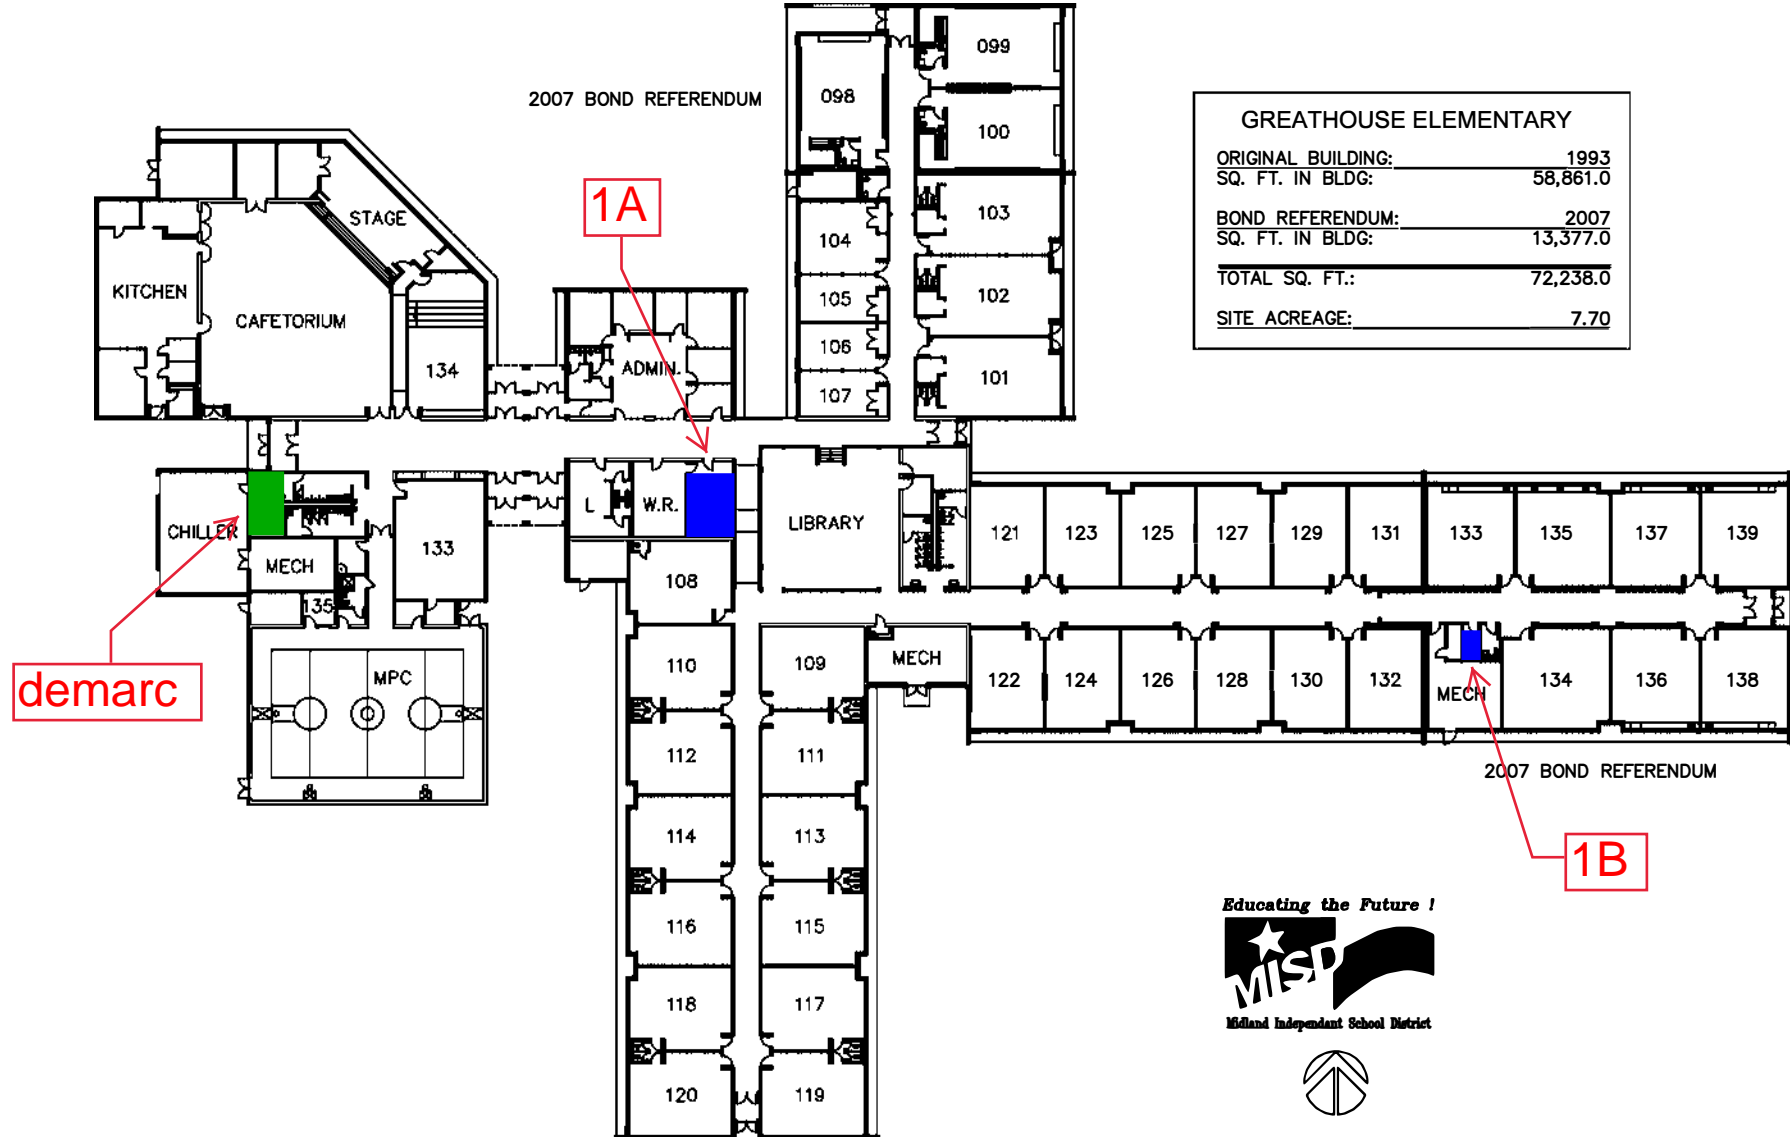 2007 BOND REFERENDUM
098
099
100
103
102
101
104
105
106
107
GREATHOUSE ELEMENTARY
ORIGINAL BUILDING: 1993
SQ. FT. IN BLDG: 58,861.0
BOND REFERENDUM: 2007
SQ. FT. IN BLDG: 13,377.0
TOTAL SQ. FT.: 72,238.0
SITE ACREAGE: 7.70
1A
STAGE
KITCHEN
CAFETORIUM
134
ADMIN.
CHILLER
MECH
135
133
L
W.R.
LIBRARY
108
demarc
MPC
110
109
MECH
112
111
114
113
116
115
118
117
120
119
121
123
125
127
129
131
133
135
137
139
122
124
126
128
130
132
MECH
134
136
138
2007 BOND REFERENDUM
1B
Educating the Future !
MISD
Midland Independant School District